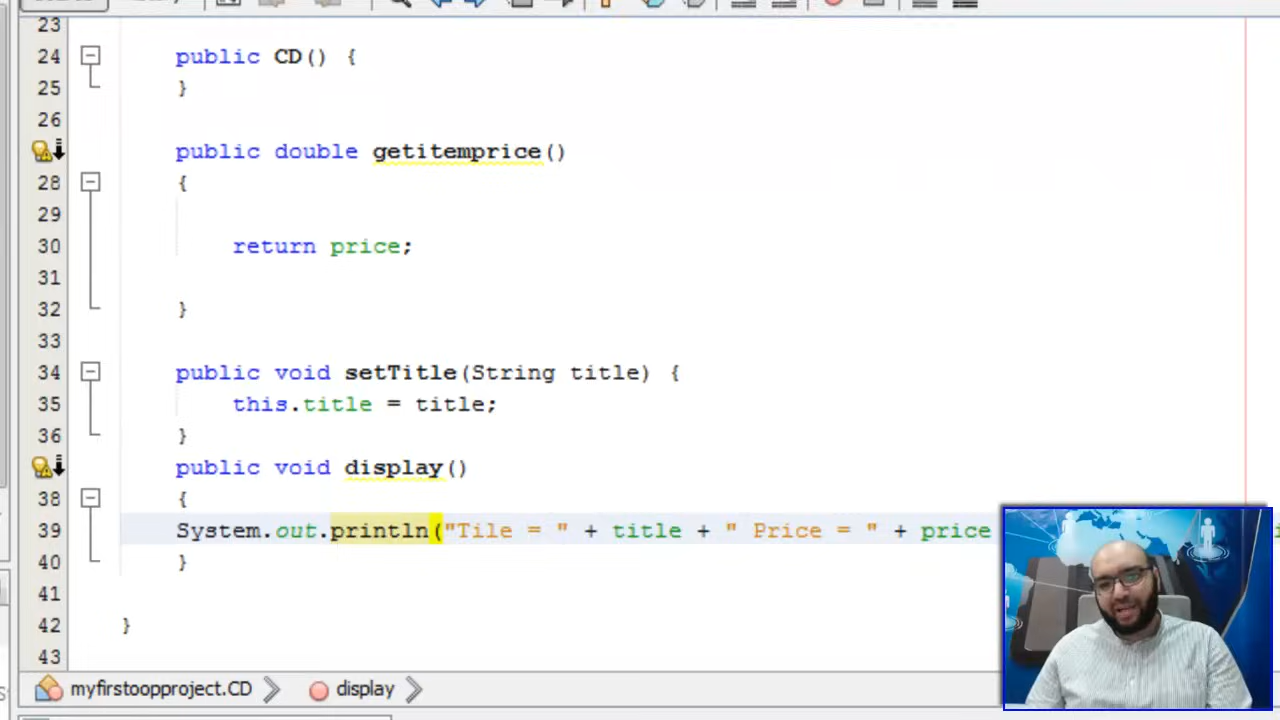 23
24 public CD() {
25 }
26
public double getitemprice()
28 {
29
30 return price;
31
32 }
33
34 public void setTitle(String title) {
35 this.title = title;
36 }
public void display()
38 {
39 System.out.println("Tile = " + title + " Price = " + price
40 }
41
42 }
43
myfirstoopproject.CD display